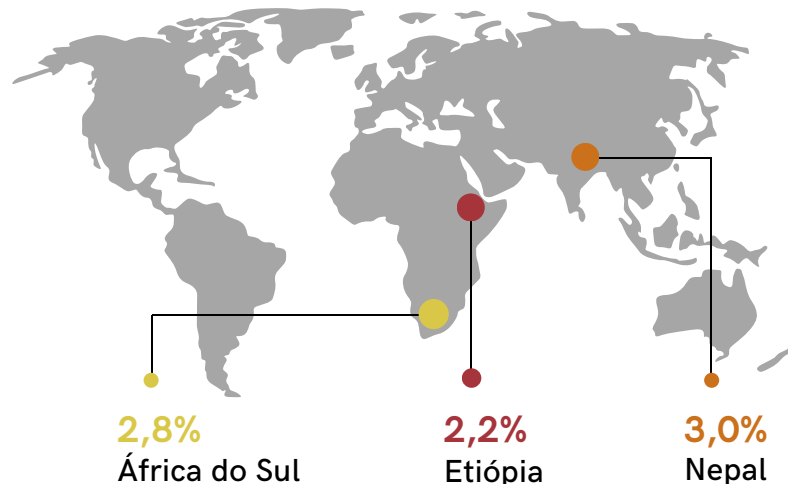 2,8%
África do Sul
2,2%
Etiópia
3,0%
Nepal